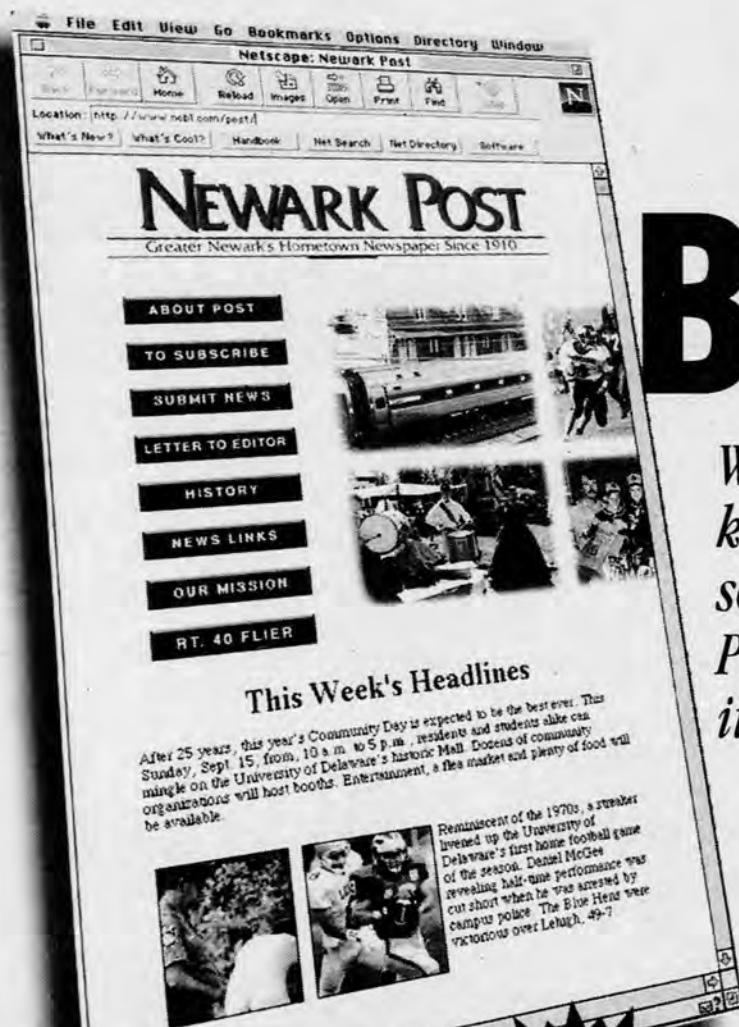 File Edit View Go Bookmarks Options Directory Window
Netscape: Newark Post
Back Forward Home Reload Images Open Print Find Stop
N
Location: http://www.ncbl.com/post/
What's New? What's Cool? Handbook Net Search Net Directory Software
NEWARK POST
Greater Newark's Hometown Newspaper Since 1910
ABOUT POST
TO SUBSCRIBE
SUBMIT NEWS
LETTER TO EDITOR
HISTORY
NEWS LINKS
OUR MISSION
RT. 40 FLIER
This Week's Headlines
After 25 years, this year's Community Day is expected to be the best ever. This
Sunday, Sept. 15, from, 10 a.m. to 5 p.m., residents and students alike can
mingle on the University of Delaware's historic Mall. Dozens of community
organizations will host booths. Entertainment, a flea market and plenty of food will
be available.
Reminiscent of the 1970s, a streaker
livened up the University of
Delaware's first home football game
of the season. Daniel McGee
revealing half-time performance was
cut short when he was arrested by
campus police. The Blue Hens were
victorious over Lehigh, 49-7
B
W
k
P